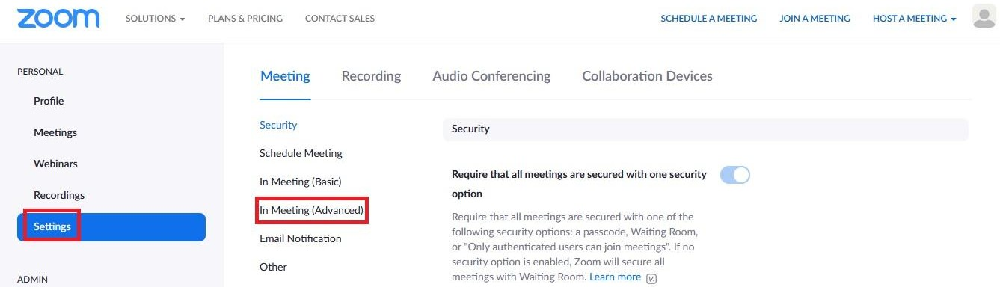 zoom
SOLUTIONS
PLANS & PRICING
CONTACT SALES
SCHEDULE A MEETING
JOIN A MEETING
HOST A MEETING
PERSONAL
Profile
Meetings
Webinars
Recordings
Settings
ADMIN
Meeting
Recording
Audio Conferencing
Collaboration Devices
Security
Schedule Meeting
In Meeting (Basic)
In Meeting (Advanced)
Email Notification
Other
Security
Require that all meetings are secured with one security
option
Require that all meetings are secured with one of the
following security options: a passcode, Waiting Room,
or "Only authenticated users can join meetings". If no
security option is enabled, Zoom will secure all
meetings with Waiting Room. Learn more